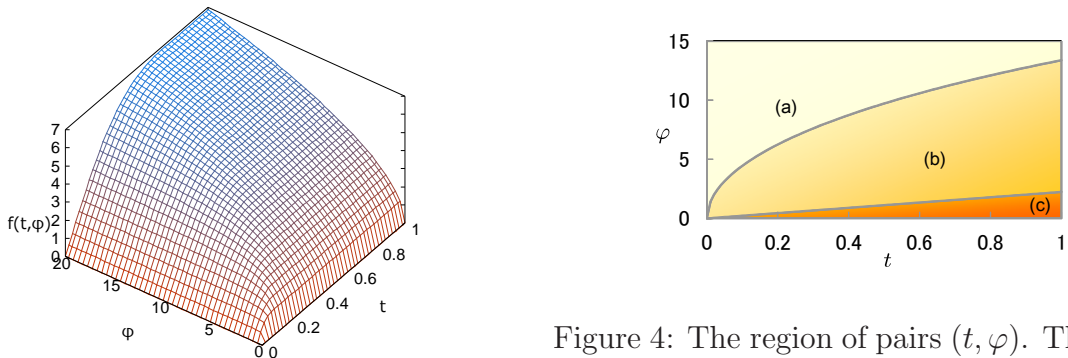 7
6
5
4
3
f(t,φ) 2
1
0
20
15
10
5
0
φ
0
0.2
0.4
0.6
0.8
1
t
15
10
5
0
φ
(a)
(b)
(c)
0 0.2 0.4 0.6 0.8 1
t
Figure 4: The region of pairs (t, φ). Th